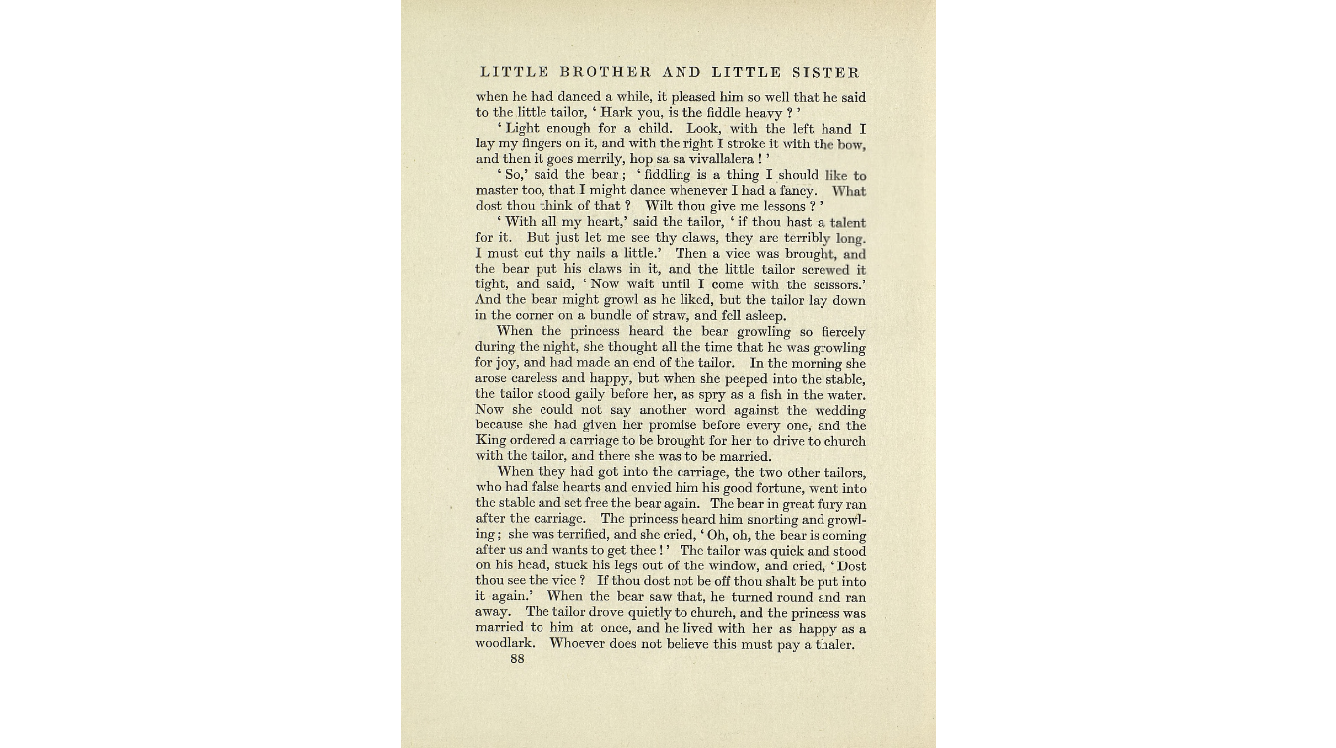 LITTLE BROTHER AND LITTLE SISTER
when he had danced a while, it pleased him so well that he said
to the little tailor, ‘ Hark you, is the fiddle heavy ? ’
‘ Light enough for a child. Look, with the left hand I
lay my fingers on it, and with the right I stroke it with the bow,
and then it goes merrily, hop sa sa vivallalera ! ’
‘ So,’ said the bear ; ‘ fiddling is a thing I should like to
master too, that I might dance whenever I had a fancy. What
dost thou think of that ? Wilt thou give me lessons ? ’
‘ With all my heart,’ said the tailor, ‘ if thou hast a talent
for it. But just let me see thy claws, they are terribly long.
I must cut thy nails a little.’ Then a vice was brought, and
the bear put his claws in it, and the little tailor screwed it
tight, and said, ‘ Now wait until I come with the scissors.’
And the bear might growl as he liked, but the tailor lay down
in the corner on a bundle of straw, and fell asleep.
When the princess heard the bear growling so fiercely
during the night, she thought all the time that he was growling
for joy, and had made an end of the tailor. In the morning she
arose careless and happy, but when she peeped into the stable,
the tailor stood gaily before her, as spry as a fish in the water.
Now she could not say another word against the wedding
because she had given her promise before every one, and the
King ordered a carriage to be brought for her to drive to church
with the tailor, and there she was to be married.
When they had got into the carriage, the two other tailors,
who had false hearts and envied him his good fortune, went into
the stable and set free the bear again. The bear in great fury ran
after the carriage. The princess heard him snorting and growl-
ing ; she was terrified, and she cried, ‘ Oh, oh, the bear is coming
after us and wants to get thee ! ’ The tailor was quick and stood
on his head, stuck his legs out of the window, and cried, ‘ Dost
thou see the vice ? If thou dost not be off thou shalt be put into
it again.’ When the bear saw that, he turned round and ran
away. The tailor drove quietly to church, and the princess was
married to him at once, and he lived with her as happy as a
woodlark. Whoever does not believe this must pay a thaler.
88